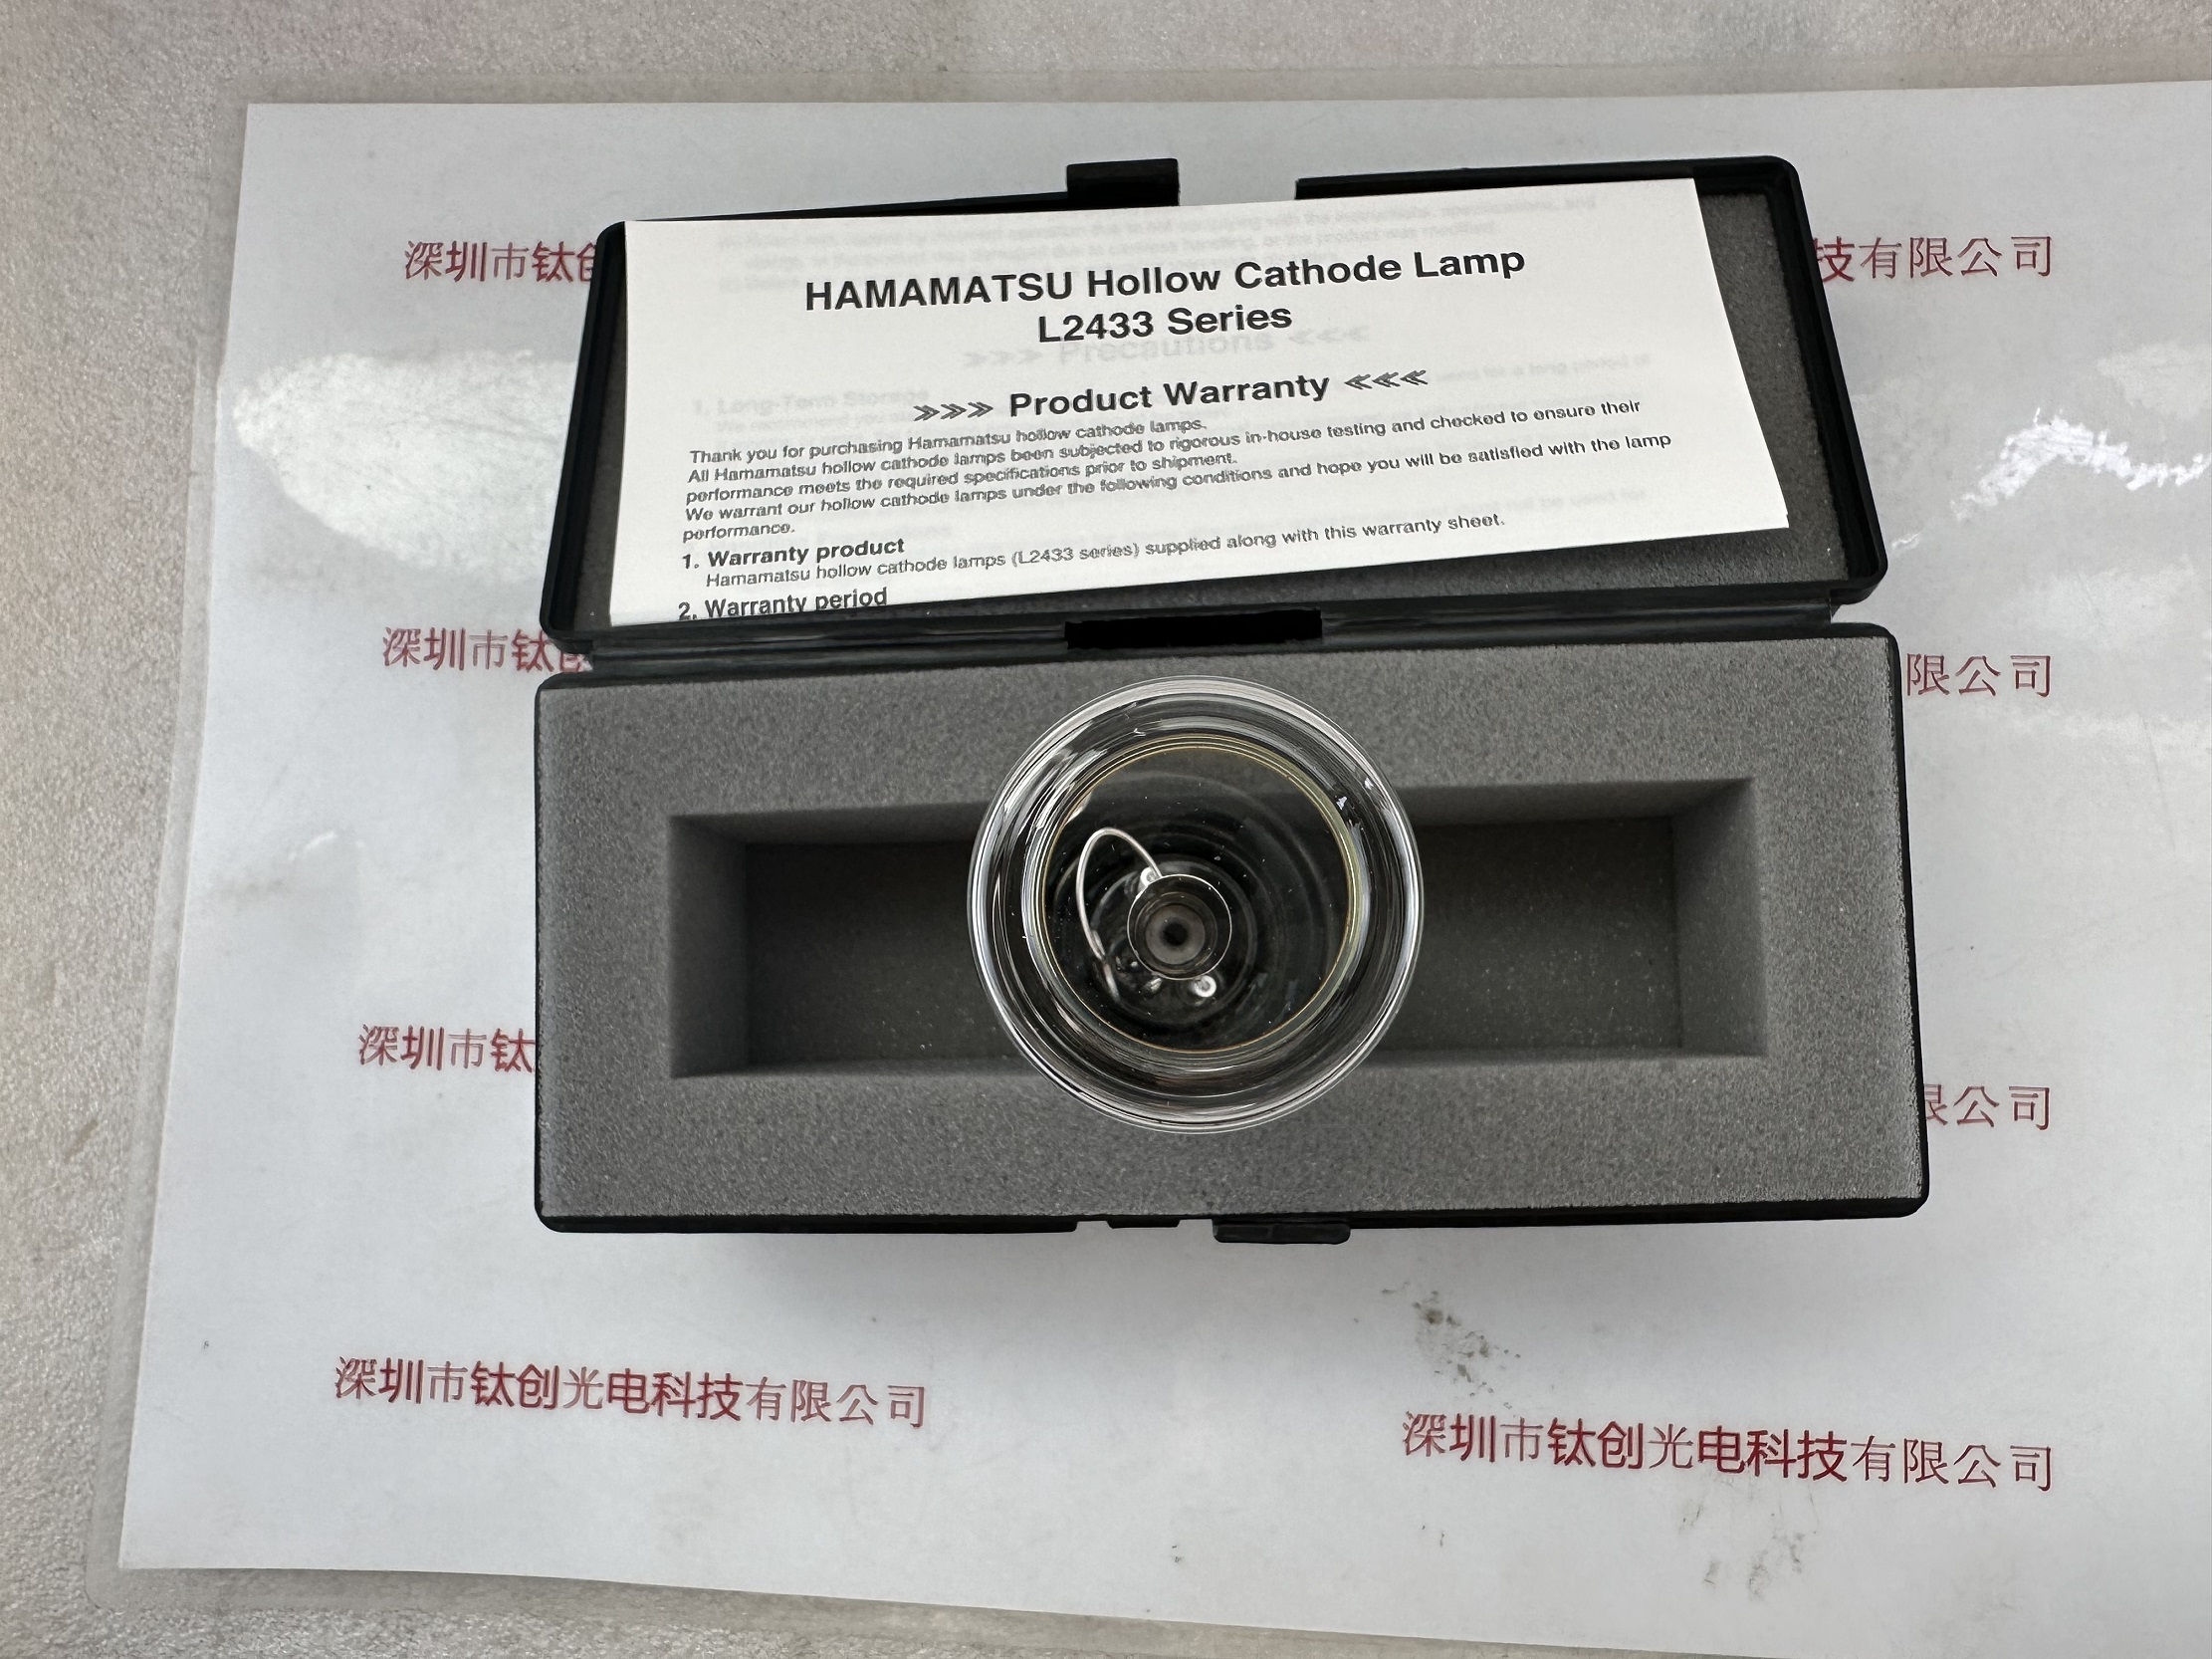 HAMAMATSU Hollow Cathode Lamp
L2433 Series
>>> Product Warranty <<<
Thank you for purchasing Hamamatsu hollow cathode lamps.
All Hamamatsu hollow cathode lamps been subjected to rigorous in-house testing and checked to ensure their
performance meets the required specifications prior to shipment.
We warrant our hollow cathode lamps under the following conditions and hope you will be satisfied with the lamp
performance.
1. Warranty product
Hamamatsu hollow cathode lamps (L2433 series) supplied along with this warranty sheet.
2. Warranty period
>>> Precautions <<<
深圳市钛
技有限公司
深圳市钛
限公司
深圳市钛
公司
深圳市钛创光电科技有限公司
深圳市钛创光电科技有限公司